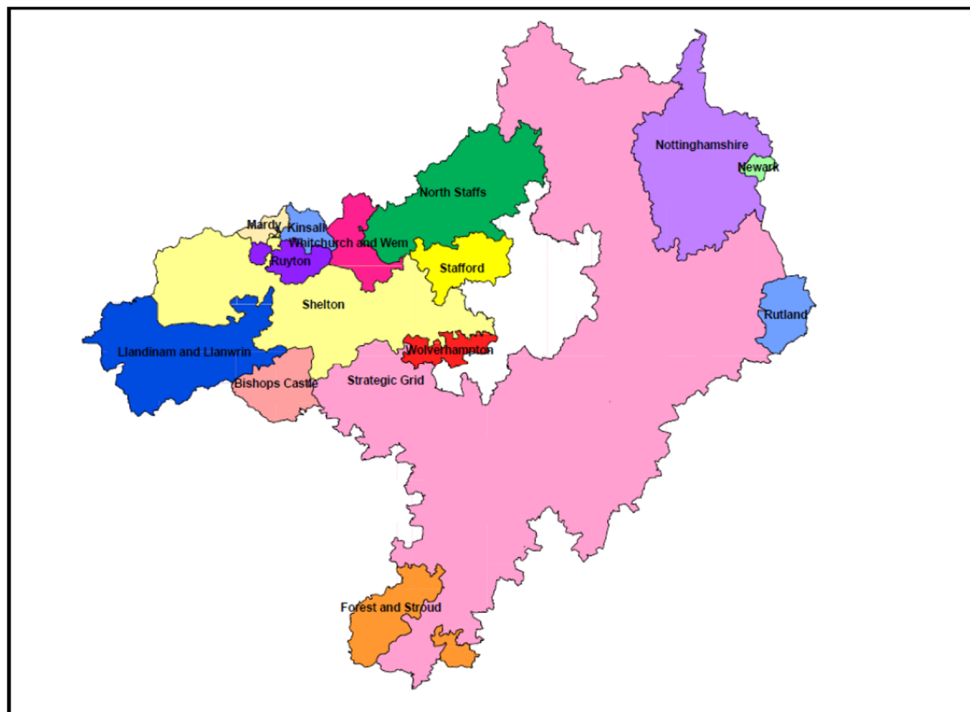 Nottinghamshire
Newark
North Staffs
Mardy
Kinsall
Whitchurch and Wem
Ruyton
Stafford
Shelton
Rutland
Llandinam and Llanwrin
Wolverhampton
Bishops Castle
Strategic Grid
Forest and Stroud